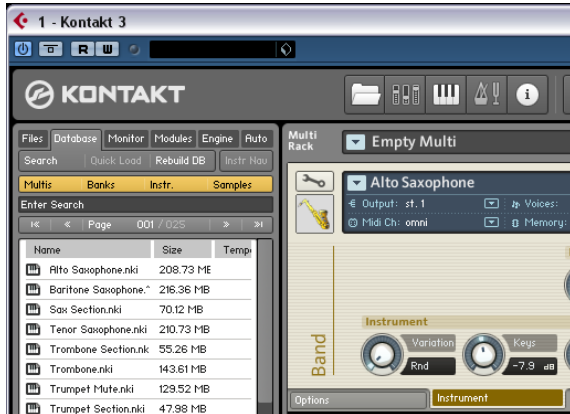 1 - Kontakt 3
R W
KONTAKT
Files Database Monitor Modules Engine Auto
Search Quick Load Rebuild DB Instr Nav
Multis Banks Instr. Samples
Enter Search
Page 001 / 025
Name Size Tempo
Alto Saxophone.nki 208.73 ME
Baritone Saxophone.^ 216.36 MB
Sax Section.nki 70.12 MB
Tenor Saxophone.nki 210.73 MB
Trombone Section.nk 55.26 MB
Trombone.nki 143.61 MB
Trumpet Mute.nki 129.52 MB
Trumpet Section.nki 47.98 MB
Multi Rack
Empty Multi
Alto Saxophone
Output: st. 1 Voices:
Midi Ch: omni Memory:
Band
Instrument
Variation Keys
Rnd -7.9 dB
Options Instrument